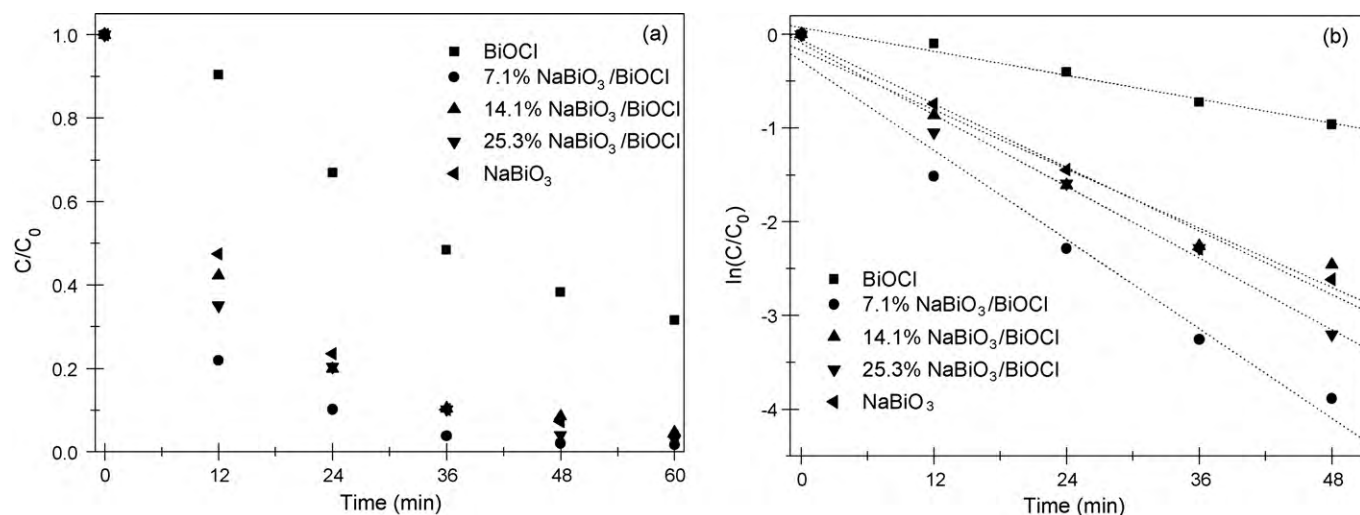 (a)
BiOCl
7.1% NaBiO₃/BiOCl
14.1% NaBiO₃/BiOCl
25.3% NaBiO₃/BiOCl
NaBiO₃
C/C₀
1.0
0.8
0.6
0.4
0.2
0.0
0 12 24 36 48 60
Time (min)
(b)
ln(C/C₀)
0
-1
-2
-3
-4
BiOCl
7.1% NaBiO₃/BiOCl
14.1% NaBiO₃/BiOCl
25.3% NaBiO₃/BiOCl
NaBiO₃
0 12 24 36 48
Time (min)